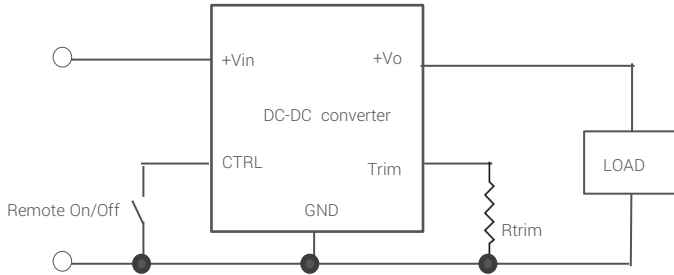 +Vin
+Vo
DC-DC converter
CTRL
Trim
LOAD
Remote On/Off
GND
Rtrim